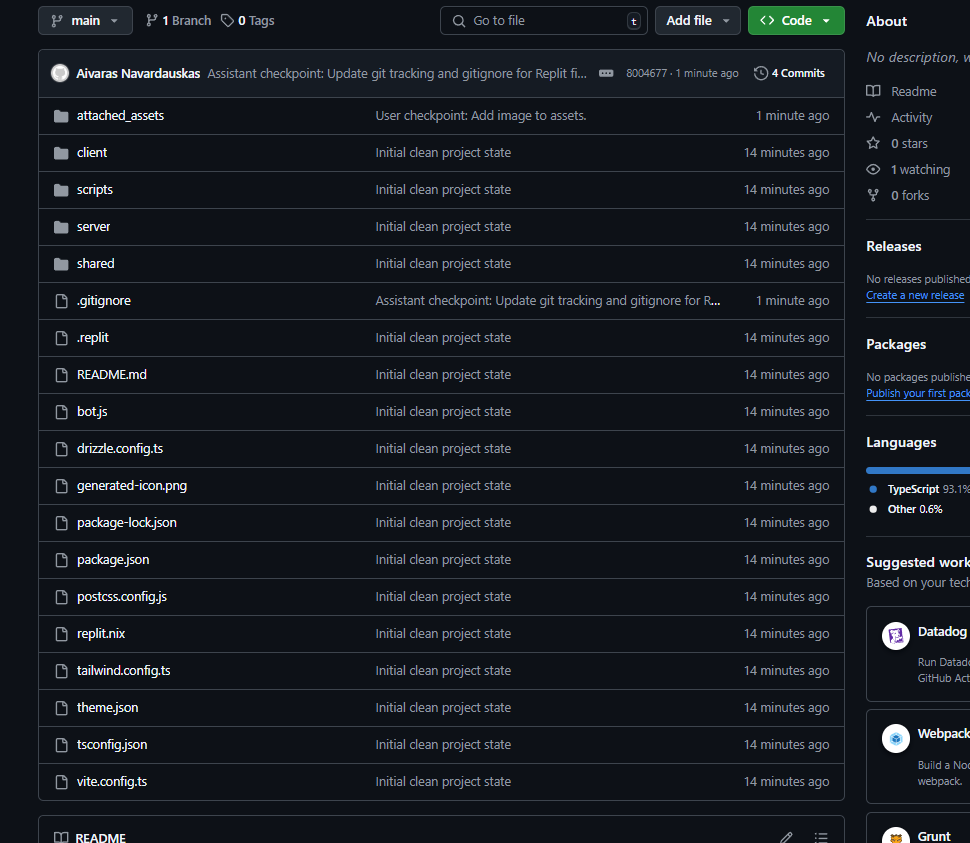 main 1 Branch 0 Tags Go to file t Add file Code
Aivaras Navardauskas Assistant checkpoint: Update git tracking and gitignore for Replit fi... 8004677 · 1 minute ago 4 Commits
attached_assets User checkpoint: Add image to assets. 1 minute ago
client Initial clean project state 14 minutes ago
scripts Initial clean project state 14 minutes ago
server Initial clean project state 14 minutes ago
shared Initial clean project state 14 minutes ago
.gitignore Assistant checkpoint: Update git tracking and gitignore for R... 1 minute ago
.replit Initial clean project state 14 minutes ago
README.md Initial clean project state 14 minutes ago
bot.js Initial clean project state 14 minutes ago
drizzle.config.ts Initial clean project state 14 minutes ago
generated-icon.png Initial clean project state 14 minutes ago
package-lock.json Initial clean project state 14 minutes ago
package.json Initial clean project state 14 minutes ago
postcss.config.js Initial clean project state 14 minutes ago
replit.nix Initial clean project state 14 minutes ago
tailwind.config.ts Initial clean project state 14 minutes ago
theme.json Initial clean project state 14 minutes ago
tsconfig.json Initial clean project state 14 minutes ago
vite.config.ts Initial clean project state 14 minutes ago
README
About
No description,
Readme
Activity
0 stars
1 watching
0 forks
Releases
No releases published
Create a new release
Packages
No packages publishe
Publish your first pack
Languages
TypeScript 93.1%
Other 0.6%
Suggested work
Based on your tech
Datadog
Run Datad
GitHub Act
Webpack
Build a Nod
webpack.
Grunt